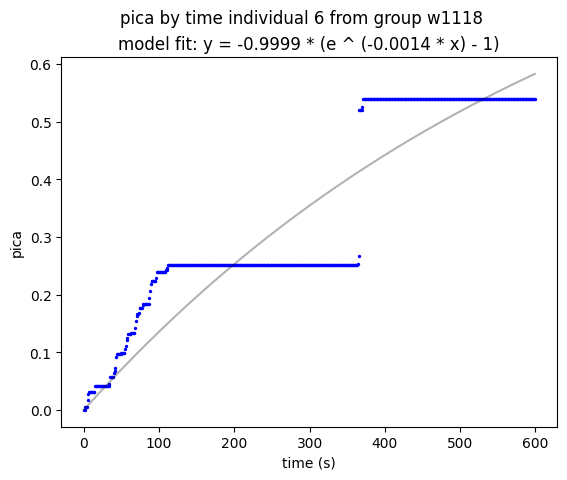 pica by time individual 6 from group w1118
model fit: y = -0.9999 * (e ^ (-0.0014 * x) - 1)
0.6
0.5
0.4
0.3
0.2
0.1
0.0
pica
0 100 200 300 400 500 600
time (s)